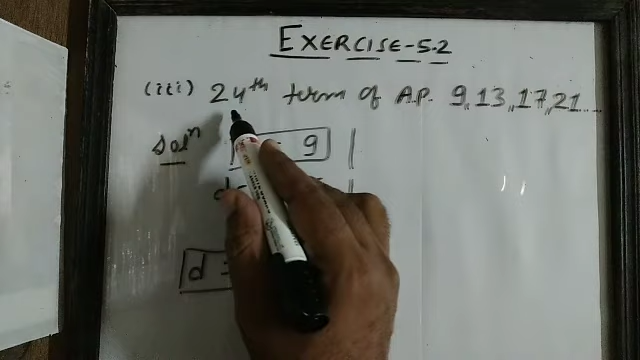 EXERCISE-5.2
(iii) 24th term of A.P. 9,13,17,21...
Solⁿ 9
d
d =